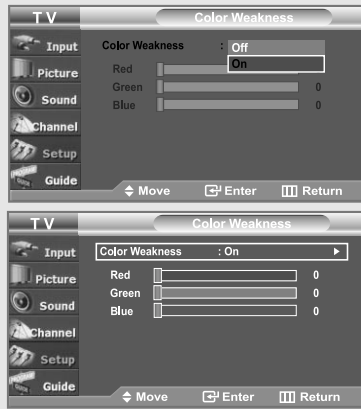 TV Color Weakness
Input Color Weakness : Off
On
Picture Red
Green 0
Sound Blue 0
Channel
Setup
Guide
Move Enter Return
TV Color Weakness
Input Color Weakness : On
Picture Red 0
Green 0
Sound Blue 0
Channel
Setup
Guide
Move Enter Return